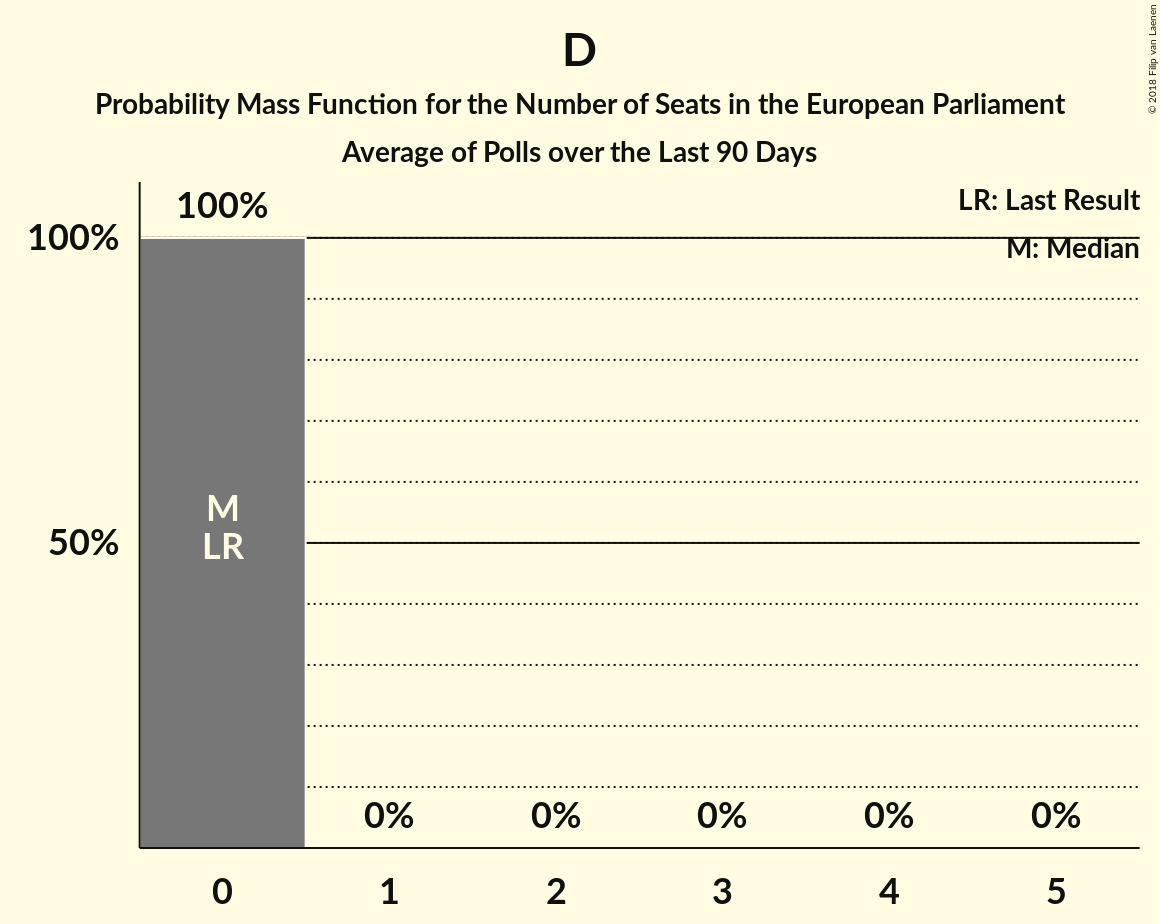 D
Probability Mass Function for the Number of Seats in the European Parliament
Average of Polls over the Last 90 Days
© 2018 Filip van Laenen
LR: Last Result
M: Median
100%
100%
50%
M
LR
0% 0% 0% 0% 0%
0 1 2 3 4 5